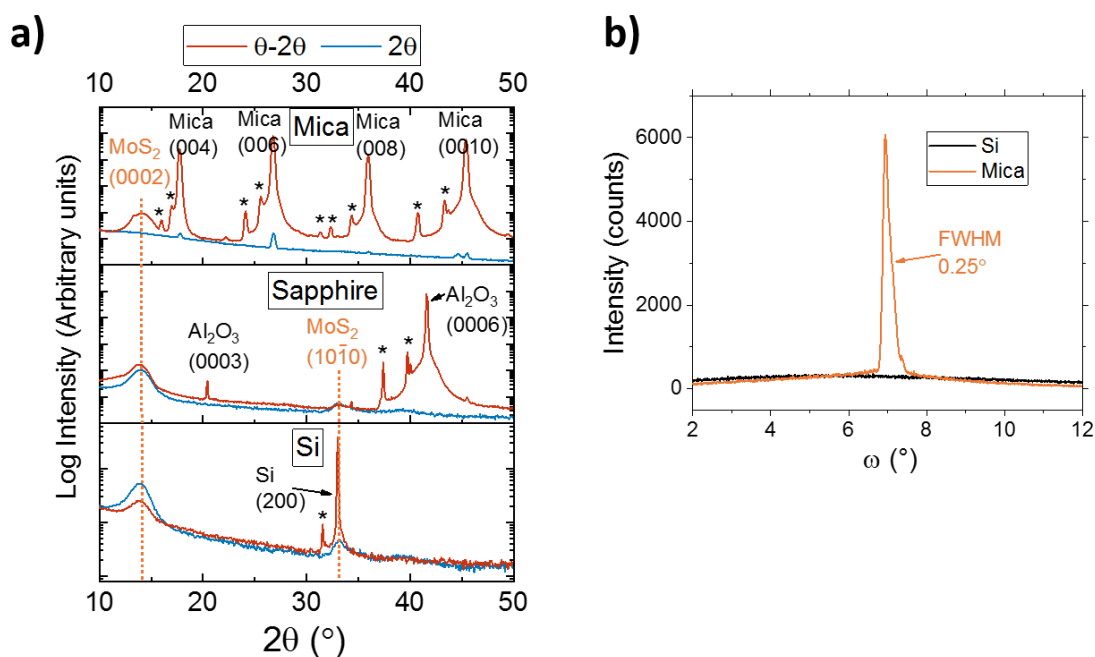 a)
θ-2θ 2θ
10 20 30 40 50
Mica
(004)
Mica
(006)
Mica
Mica
(008)
Mica
(0010)
MoS₂
(0002)
* * * * * * * * *
Sapphire
Al₂O₃
(0003)
MoS₂
(101̄0)
Al₂O₃
(0006)
* *
Si
Si
(200)
*
Log Intensity (Arbitrary units)
10 20 30 40 50
2θ (°)
b)
Si
Mica
FWHM
0.25°
Intensity (counts)
6000
4000
2000
0
2 4 6 8 10 12
ω (°)